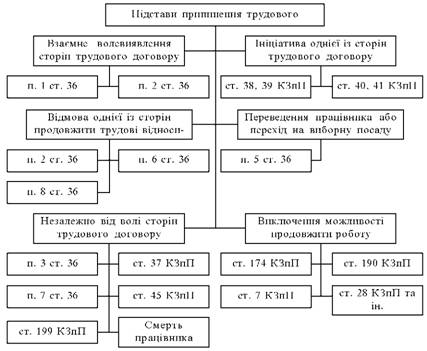 Підстави припинення трудового
Взаємне волевиявлення
сторін трудового договору
Ініціатива однієї із сторін
трудового договору
п. 1 ст. 36
п. 2 ст. 36
ст. 38, 39 КЗпП
ст. 40, 41 КЗпП
Відмова однієї із сторін
продовжити трудові відноси-
Переведення працівника або
перехід на виборну посаду
п. 2 ст. 36
п. 6 ст. 36
п. 5 ст. 36
п. 8 ст. 36
Незалежно від волі сторін
трудового договору
Виключення можливості
продовжити роботу
п. 3 ст. 36
ст. 37 КЗпП
ст. 174 КЗпП
ст. 190 КЗпП
п. 7 ст. 36
ст. 45 КЗпП
ст. 7 КЗпП
ст. 28 КЗпП та
ін.
ст. 199 КЗпП
Смерть
працівника